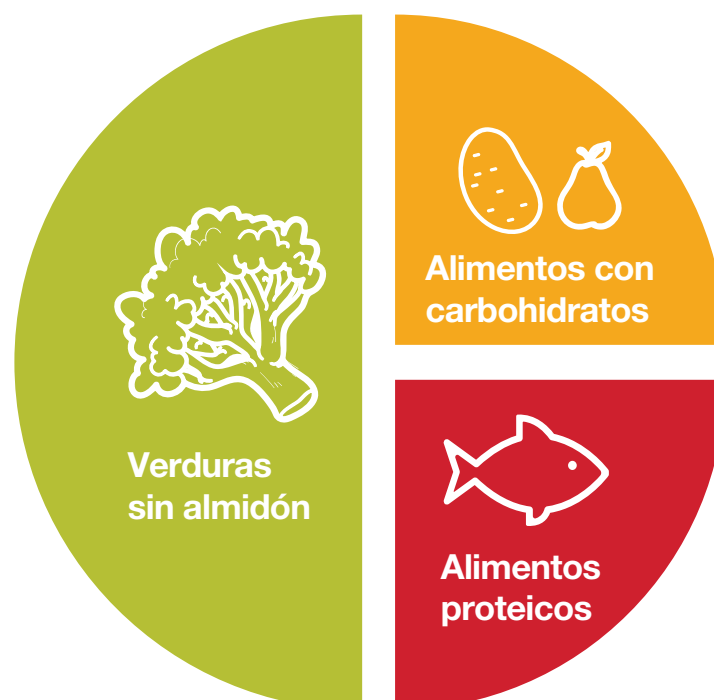 Verduras
sin almidón
Alimentos con
carbohidratos
Alimentos
proteicos